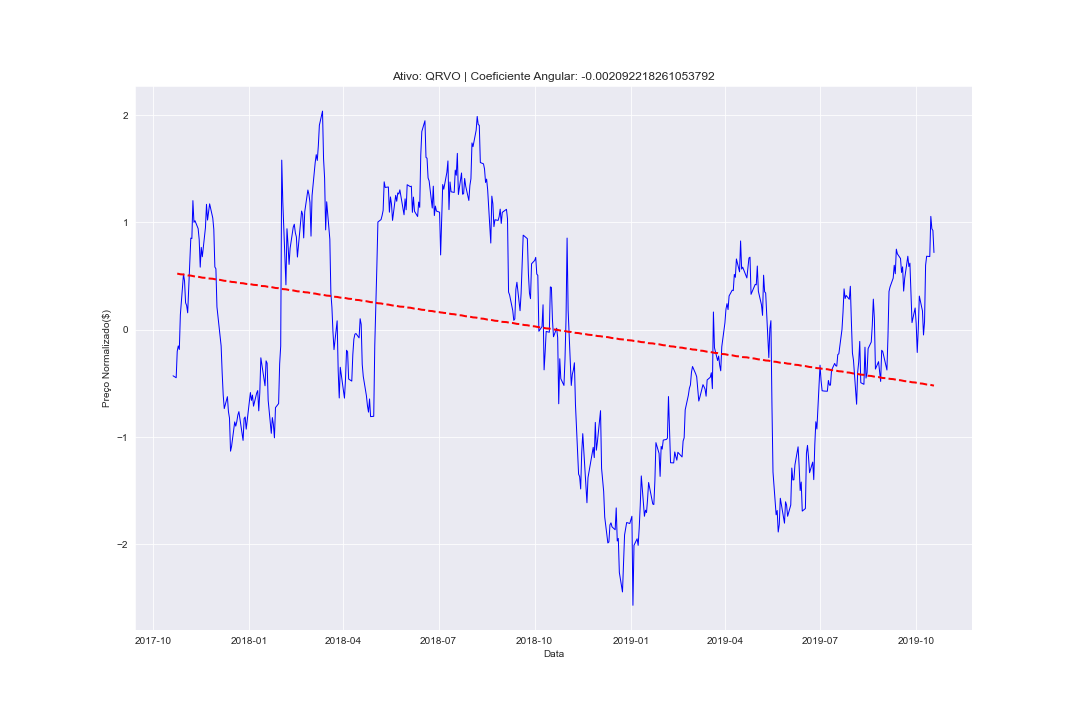 Ativo: QRVO | Coeficiente Angular: -0.002092218261053792
2
1
0
−1
−2
Preço Normalizado($)
2017-10 2018-01 2018-04 2018-07 2018-10 2019-01 2019-04 2019-07 2019-10
Data